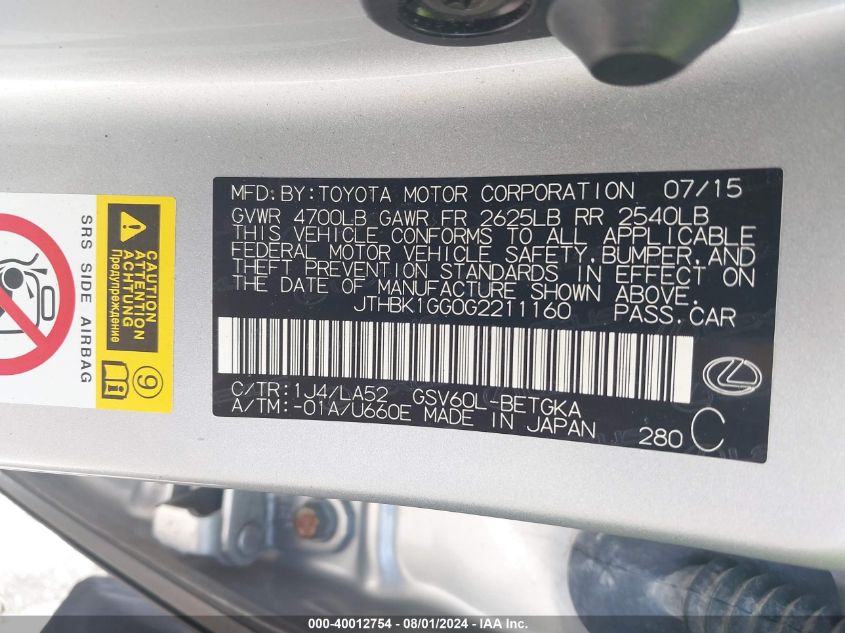 MFD.BY:TOYOTA MOTOR CORPORATION 07/15
GVWR 4700LB GAWR FR 2625LB RR 2540LB
THIS VEHICLE CONFORMS TO ALL APPLICABLE
FEDERAL MOTOR VEHICLE SAFETY,BUMPER,AND
THEFT PREVENTION STANDARDS IN EFFECT ON
THE DATE OF MANUFACTURE SHOWN ABOVE.
JTHBK1GG0G2211160 PASS.CAR
C/TR:1J4/LA52 GSV60L-BETGKA
A/TM:-01A/U660E MADE IN JAPAN 280 C
SRS SIDE AIRBAG
CAUTION
ATTENTION
Предупреждение
9
000-40012754 - 08/01/2024 - IAA Inc.